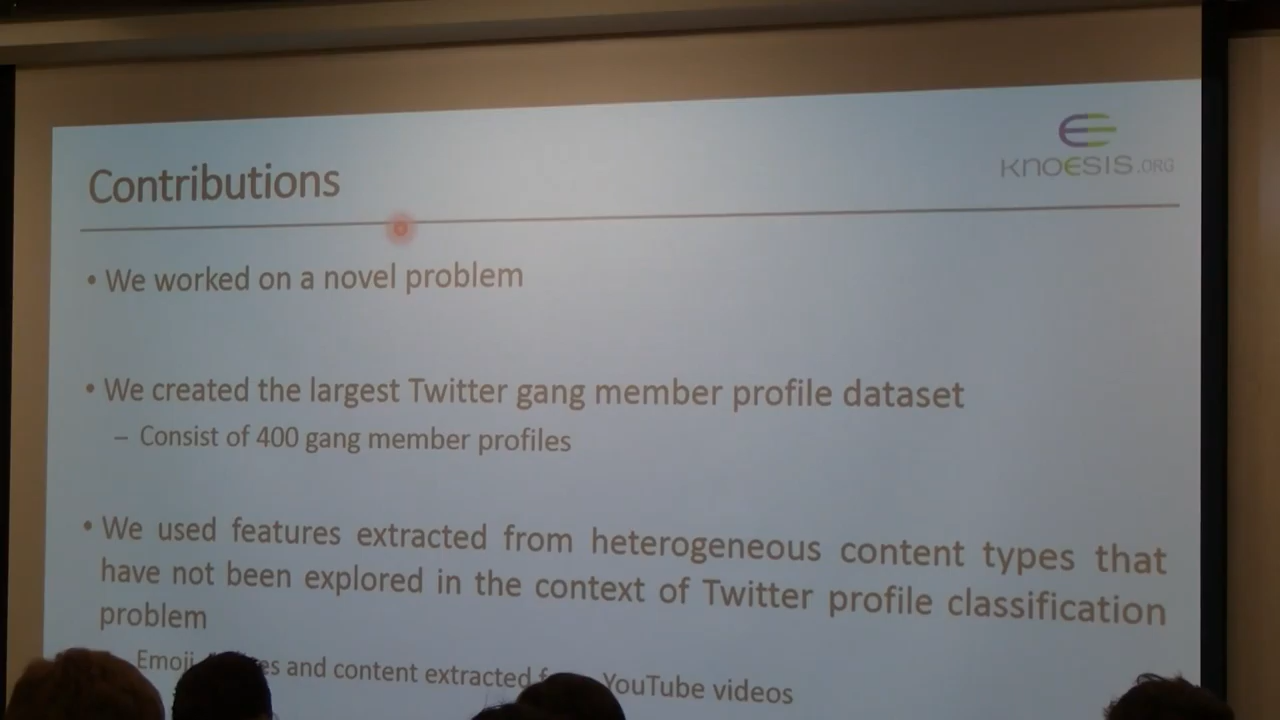 KNOESIS.ORG
Contributions
• We worked on a novel problem
• We created the largest Twitter gang member profile dataset
– Consist of 400 gang member profiles
• We used features extracted from heterogeneous content types that
have not been explored in the context of Twitter profile classification
problem
Emoji and content extracted YouTube videos